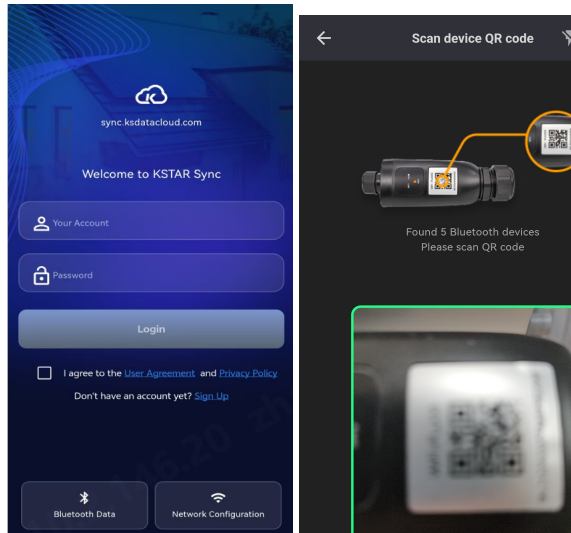 sync.ksdatacloud.com
Welcome to KSTAR Sync
Your Account
Password
Login
I agree to the User Agreement and Privacy Policy
Don't have an account yet? Sign Up
Bluetooth Data
Network Configuration
Scan device QR code
Found 5 Bluetooth devices
Please scan QR code